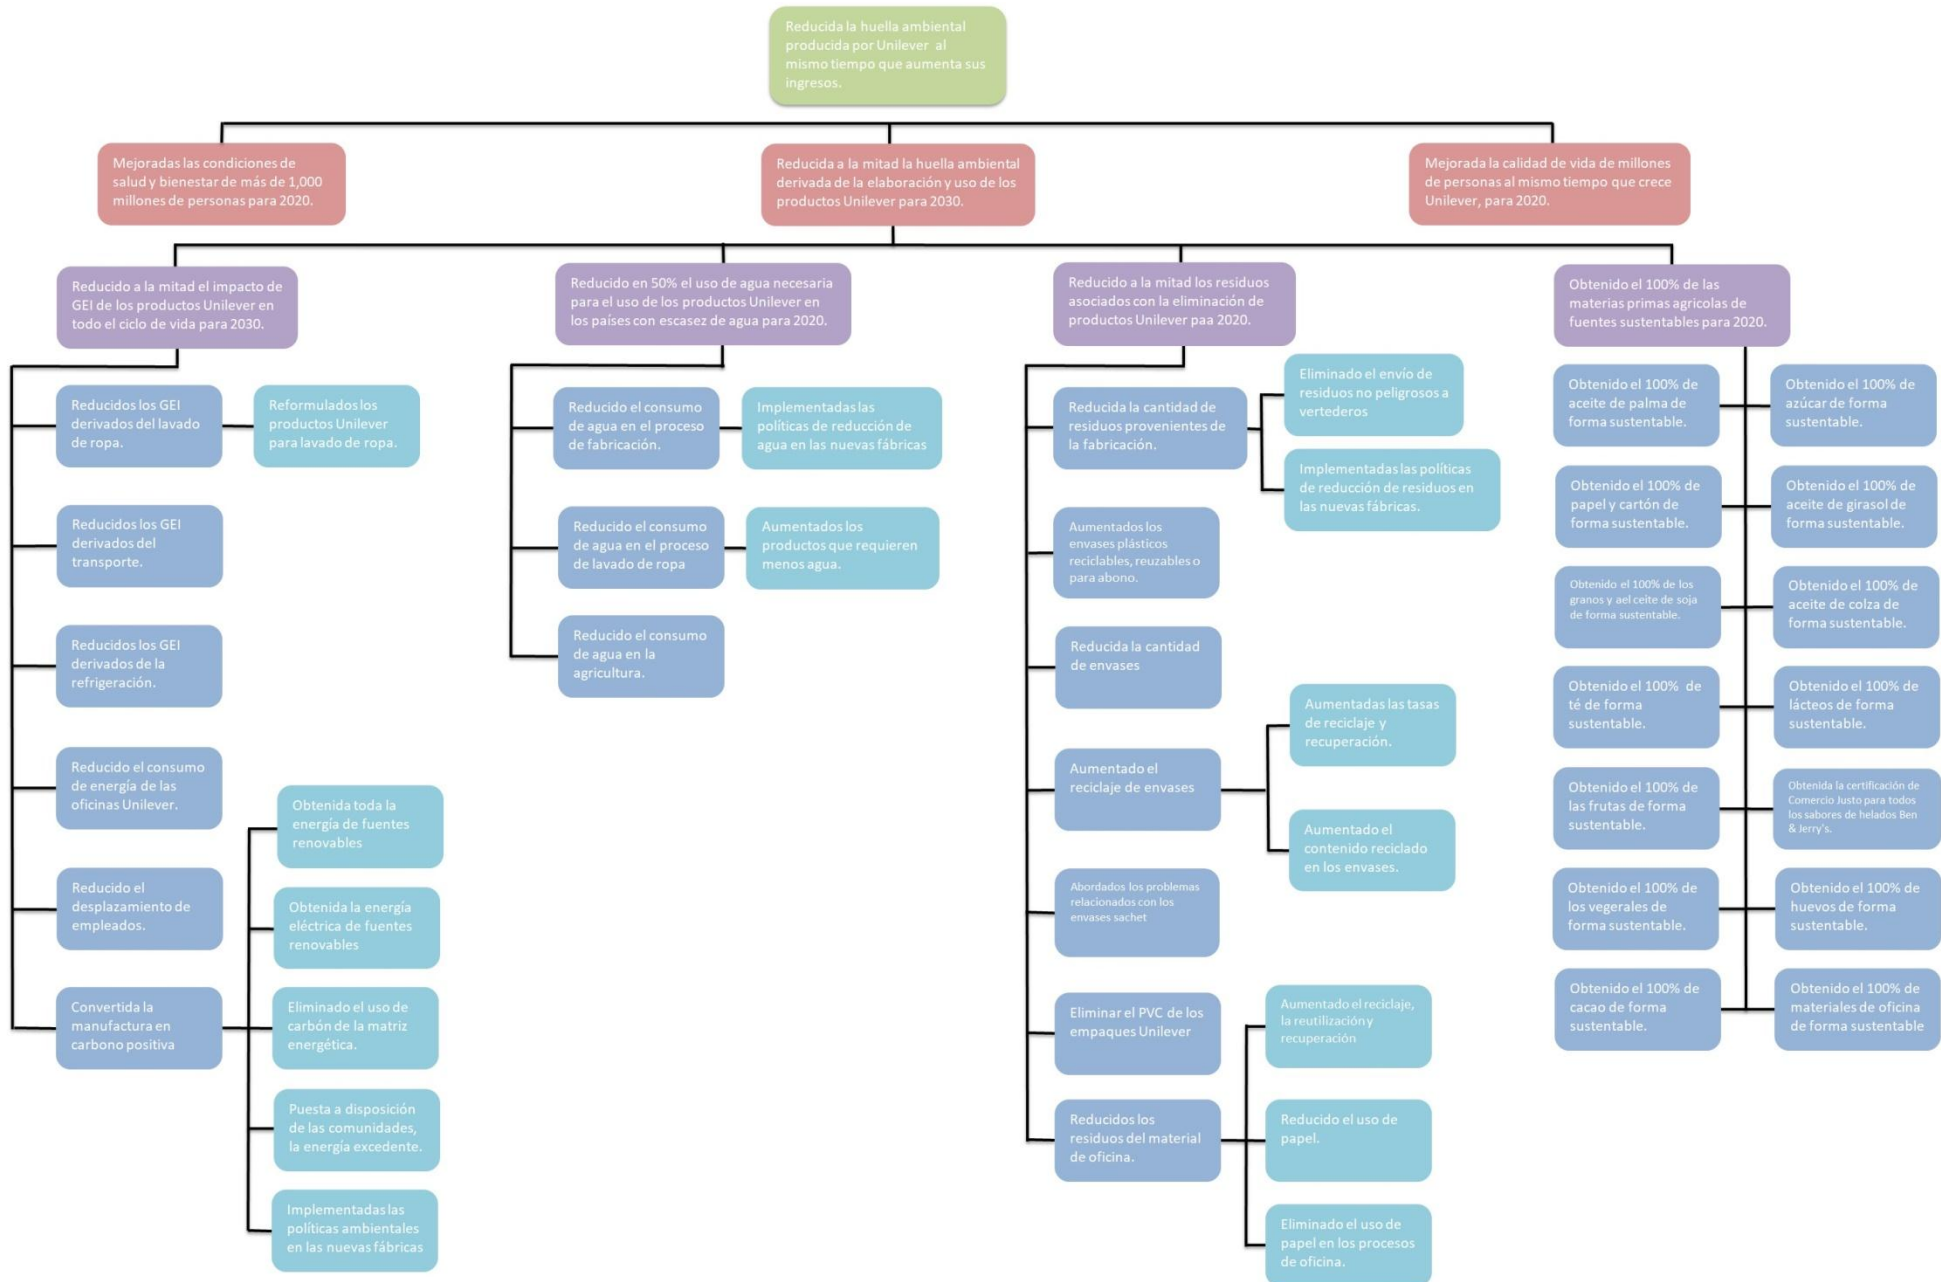 Reducida la huella ambiental
producida por Unilever al
mismo tiempo que aumenta sus
ingresos.
Mejoradas las condiciones de
salud y bienestar de más de 1,000
millones de personas para 2020.
Reducida a la mitad la huella ambiental
derivada de la elaboración y uso de los
productos Unilever para 2030.
Mejorada la calidad de vida de millones
de personas al mismo tiempo que crece
Unilever, para 2020.
Reducido a la mitad el impacto de
GEI de los productos Unilever en
todo el ciclo de vida para 2030.
Reducido en 50% el uso de agua necesaria
para el uso de los productos Unilever en
los países con escasez de agua para 2020.
Reducido a la mitad los residuos
asociados con la eliminación de
productos Unilever paa 2020.
Obtenido el 100% de las
materias primas agricolas de
fuentes sustentables para 2020.
Reducidos los GEI
derivados del lavado
de ropa.
Reformulados los
productos Unilever
para lavado de ropa.
Reducidos los GEI
derivados del
transporte.
Reducidos los GEI
derivados de la
refrigeración.
Reducido el consumo
de energía de las
oficinas Unilever.
Reducido el
desplazamiento de
empleados.
Convertida la
manufactura en
carbono positiva
Obtenida toda la
energía de fuentes
renovables
Obtenida la energía
eléctrica de fuentes
renovables
Eliminado el uso de
carbón de la matriz
energética.
Puesta a disposición
de las comunidades,
la energía excedente.
Implementadas las
políticas ambientales
en las nuevas fábricas
Reducido el consumo
de agua en el proceso
de fabricación.
Implementadas las
políticas de reducción de
agua en las nuevas fábricas
Reducido el consumo
de agua en el proceso
de lavado de ropa
Aumentados los
productos que requieren
menos agua.
Reducido el consumo
de agua en la
agricultura.
Reducida la cantidad de
residuos provenientes de
la fabricación.
Eliminado el envío de
residuos no peligrosos a
vertederos
Implementadas las políticas
de reducción de residuos en
las nuevas fábricas.
Aumentados los
envases plásticos
reciclables, reuzables o
para abono.
Reducida la cantidad
de envases
Aumentado el
reciclaje de envases
Aumentadas las tasas
de reciclaje y
recuperación.
Aumentado el
contenido reciclado
en los envases.
Abordados los problemas
relacionados con los
envases sachet
Eliminar el PVC de los
empaques Unilever
Reducidos los
residuos del material
de oficina.
Aumentado el reciclaje,
la reutilización y
recuperación
Reducido el uso de
papel.
Eliminado el uso de
papel en los procesos
de oficina.
Obtenido el 100% de
aceite de palma de
forma sustentable.
Obtenido el 100% de
azúcar de forma
sustentable.
Obtenido el 100% de
papel y cartón de
forma sustentable.
Obtenido el 100% de
aceite de girasol de
forma sustentable.
Obtenido el 100% de los
granos y ael ceite de soja
de forma sustentable.
Obtenido el 100% de
aceite de colza de
forma sustentable.
Obtenido el 100% de
té de forma
sustentable.
Obtenido el 100% de
lácteos de forma
sustentable.
Obtenido el 100% de
las frutas de forma
sustentable.
Obtenida la certificación de
Comercio Justo para todos
los sabores de helados Ben
& Jerry's.
Obtenido el 100% de
los vegerales de
forma sustentable.
Obtenido el 100% de
huevos de forma
sustentable.
Obtenido el 100% de
cacao de forma
sustentable.
Obtenido el 100% de
materiales de oficina
de forma sustentable